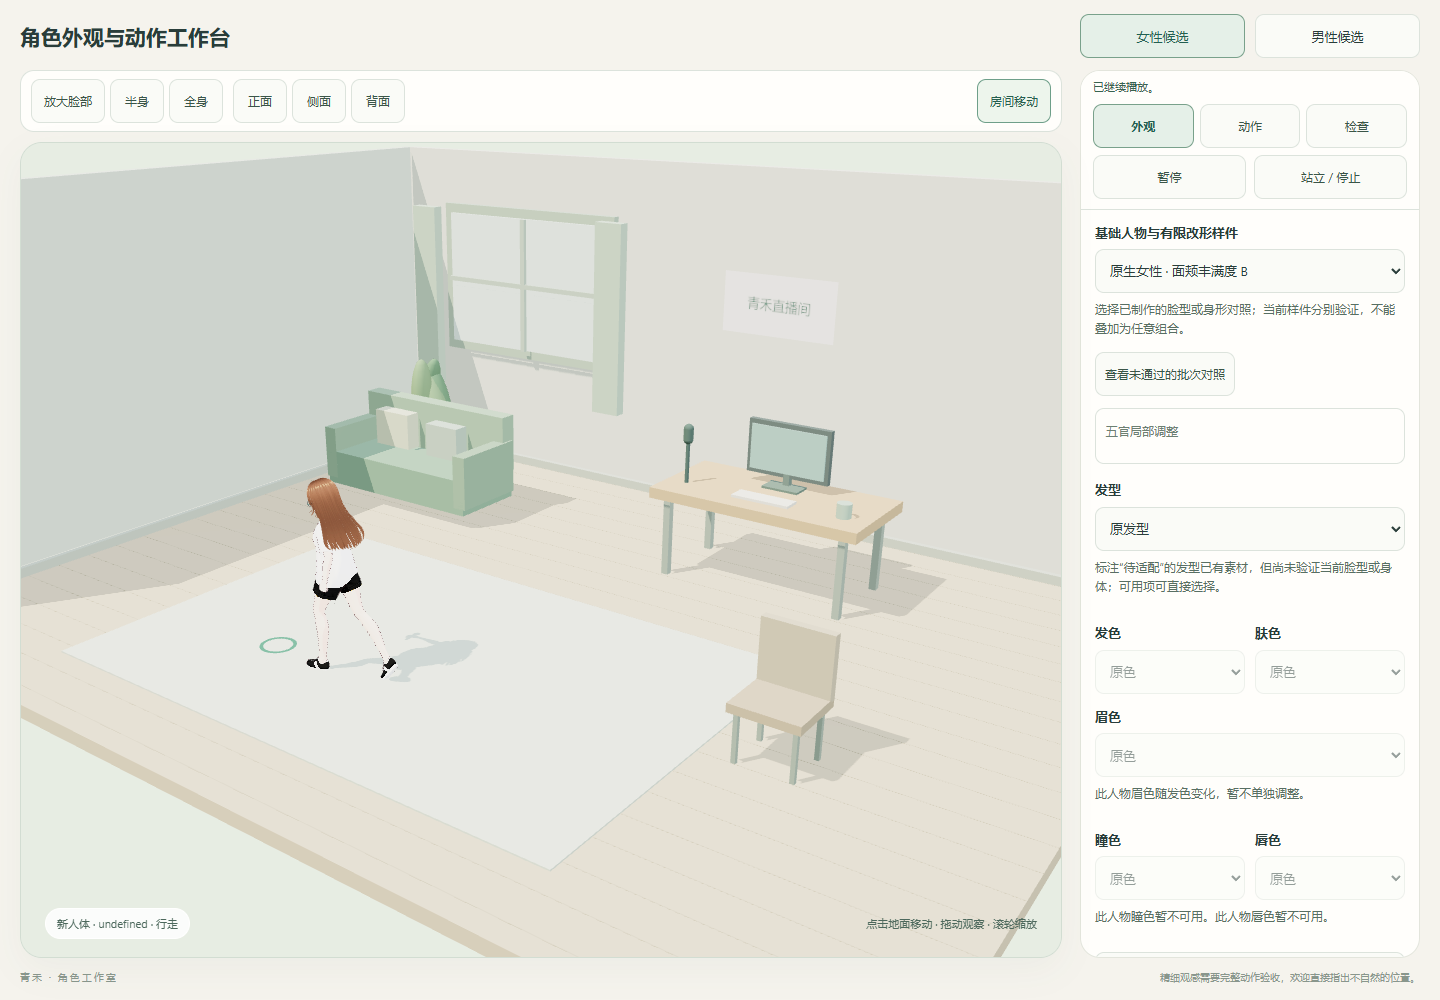 角色外观与动作工作台
女性候选
男性候选
放大脸部
半身
全身
正面
侧面
背面
房间移动
已继续播放。
外观
动作
检查
暂停
站立 / 停止
基础人物与有限改形样件
原生女性 · 面颊丰满度 B
选择已制作的脸型或身形对照；当前样件分别验证，不能
叠加为任意组合。
查看未通过的批次对照
五官局部调整
发型
原发型
标注“待适配”的发型已有素材，但尚未验证当前脸型或身
体；可用项可直接选择。
发色
肤色
原色
原色
眉色
原色
此人物眉色随发色变化，暂不单独调整。
瞳色
唇色
原色
原色
此人物瞳色暂不可用。此人物唇色暂不可用。
青禾直播间
新人体 · undefined · 行走
点击地面移动 · 拖动观察 · 滚轮缩放
青禾 · 角色工作室
精细观感需要完整动作验收，欢迎直接指出不自然的位置。